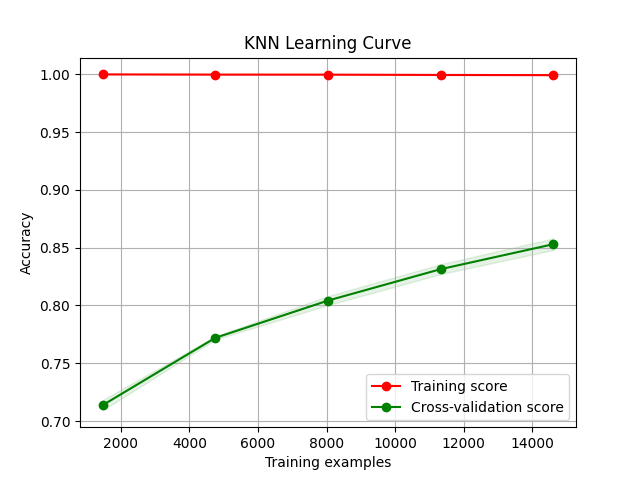 KNN Learning Curve
1.00
0.95
0.90
0.85
0.80
0.75
0.70
Accuracy
Training score
Cross-validation score
2000 4000 6000 8000 10000 12000 14000
Training examples